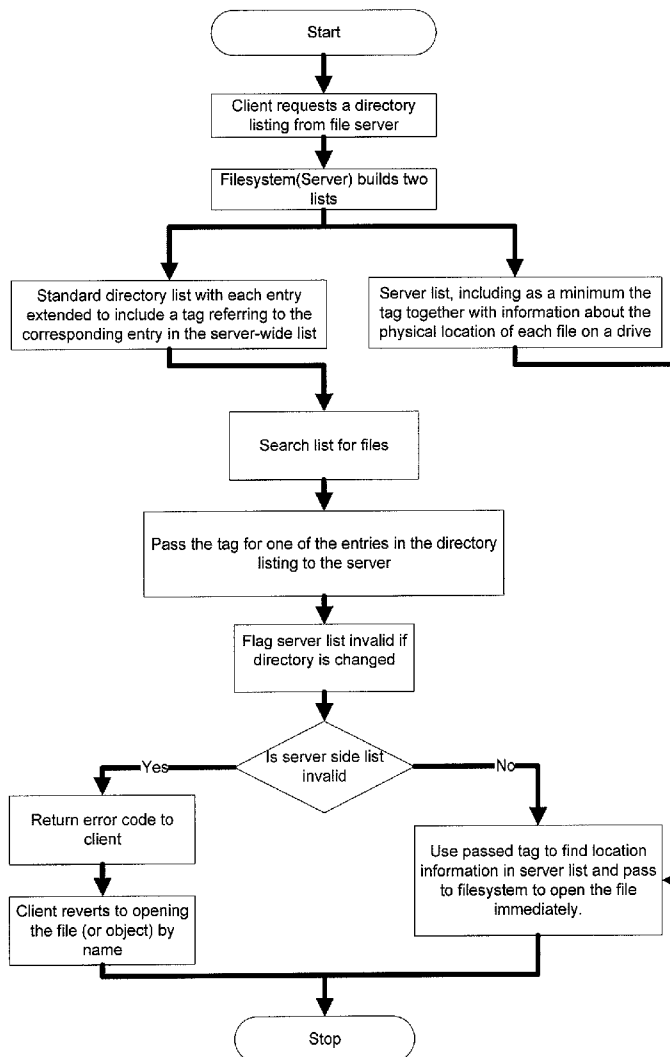 Start
Client requests a directory
listing from file server
Filesystem(Server) builds two
lists
Standard directory list with each entry
extended to include a tag referring to the
corresponding entry in the server-wide list
Server list, including as a minimum the
tag together with information about the
physical location of each file on a drive
Search list for files
Pass the tag for one of the entries in the directory
listing to the server
Flag server list invalid if
directory is changed
Is server side list
invalid
Yes
No
Return error code to
client
Client reverts to opening
the file (or object) by
name
Use passed tag to find location
information in server list and pass
to filesystem to open the file
immediately.
Stop